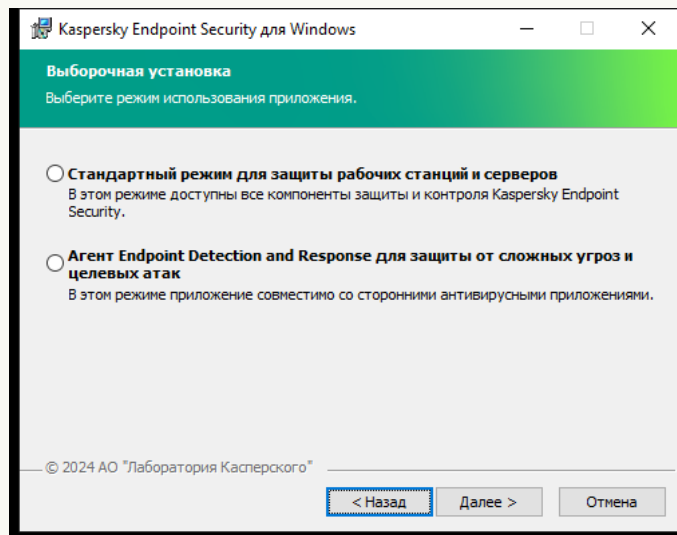 Kaspersky Endpoint Security для Windows
Выборочная установка
Выберите режим использования приложения.
Стандартный режим для защиты рабочих станций и серверов
В этом режиме доступны все компоненты защиты и контроля Kaspersky Endpoint
Security.
Агент Endpoint Detection and Response для защиты от сложных угроз и
целевых атак
В этом режиме приложение совместимо со сторонними антивирусными приложениями.
© 2024 АО "Лаборатория Касперского"
< Назад
Далее >
Отмена